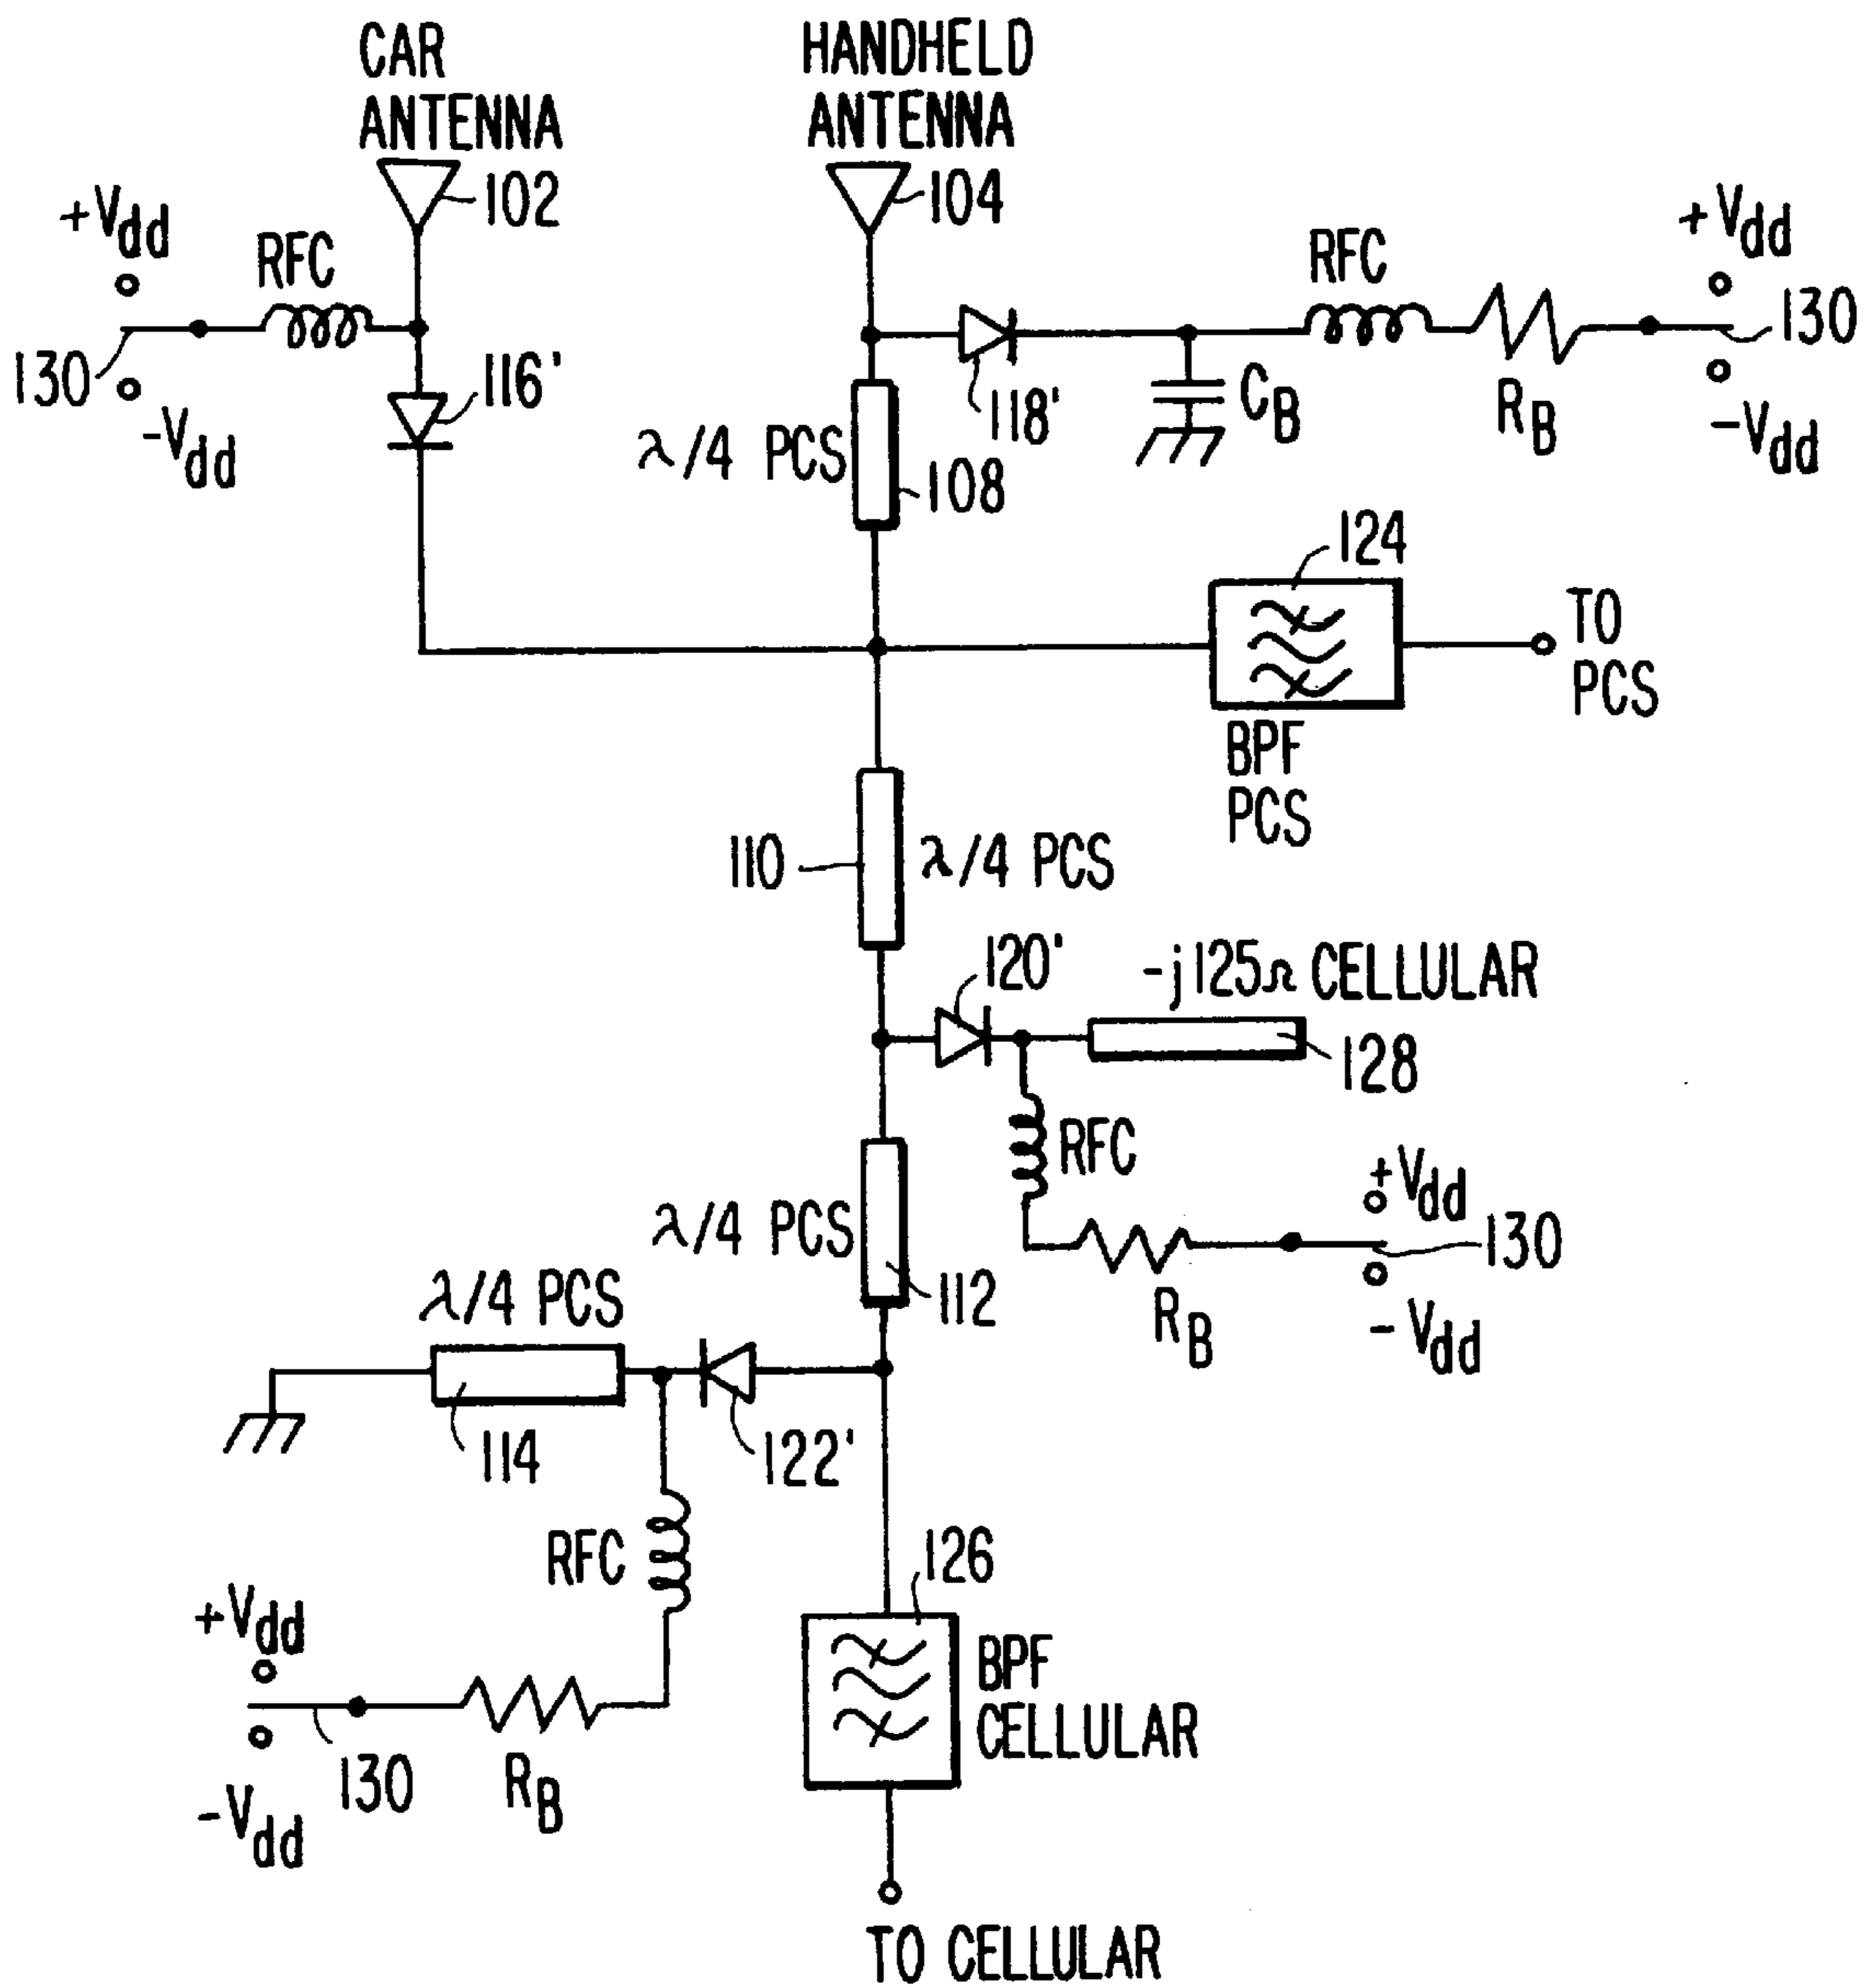 CAR
ANTENNA
HANDHELD
ANTENNA
102
104
+Vdd
RFC
RFC
+Vdd
130
116'
118'
CB
RB
130
-Vdd
-Vdd
λ/4 PCS
108
124
TO
PCS
BPF
PCS
110
λ/4 PCS
120'
-j125Ω CELLULAR
128
RFC
λ/4 PCS
+Vdd
130
112
RB
-Vdd
λ/4 PCS
114
122'
RFC
126
+Vdd
BPF
CELLULAR
130
RB
-Vdd
TO CELLULAR